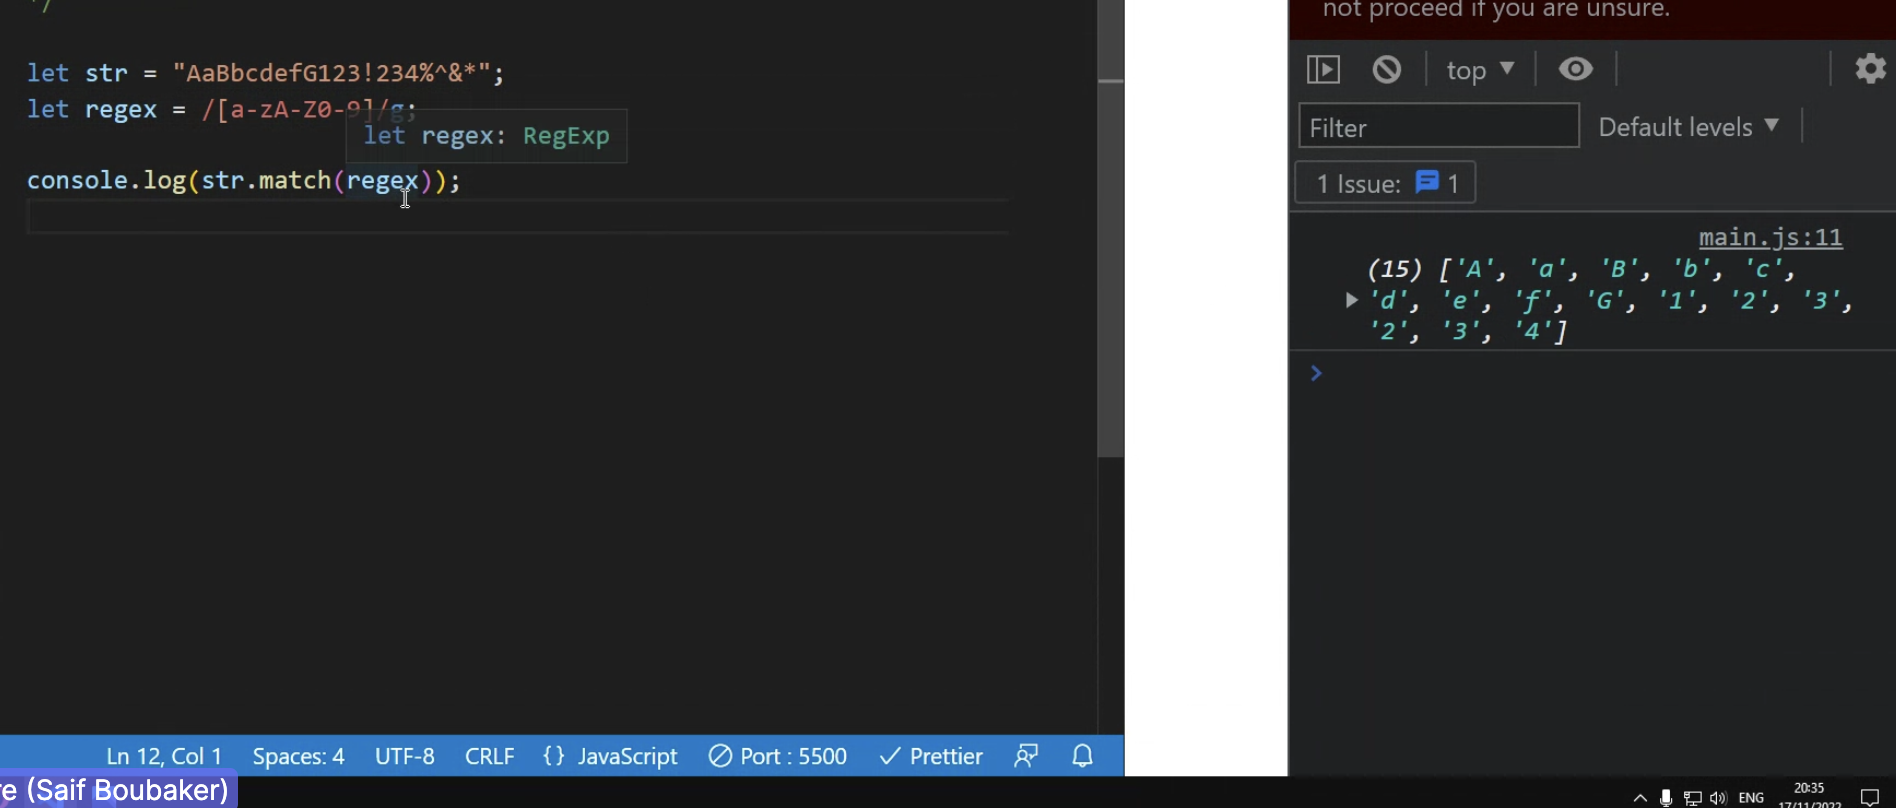 */
let str = "AaBbcdefG123!234%^&*";
let regex = /[a-zA-Z0-9]/g;
let regex: RegExp
console.log(str.match(regex));
Ln 12, Col 1 Spaces: 4 UTF-8 CRLF {} JavaScript Port : 5500 Prettier
re (Saif Boubaker)
not proceed if you are unsure.
top
Filter Default levels
1 Issue: 1
main.js:11
(15) ['A', 'a', 'B', 'b', 'c',
'd', 'e', 'f', 'G', '1', '2', '3',
'2', '3', '4']
ENG
20:35
17/11/2022